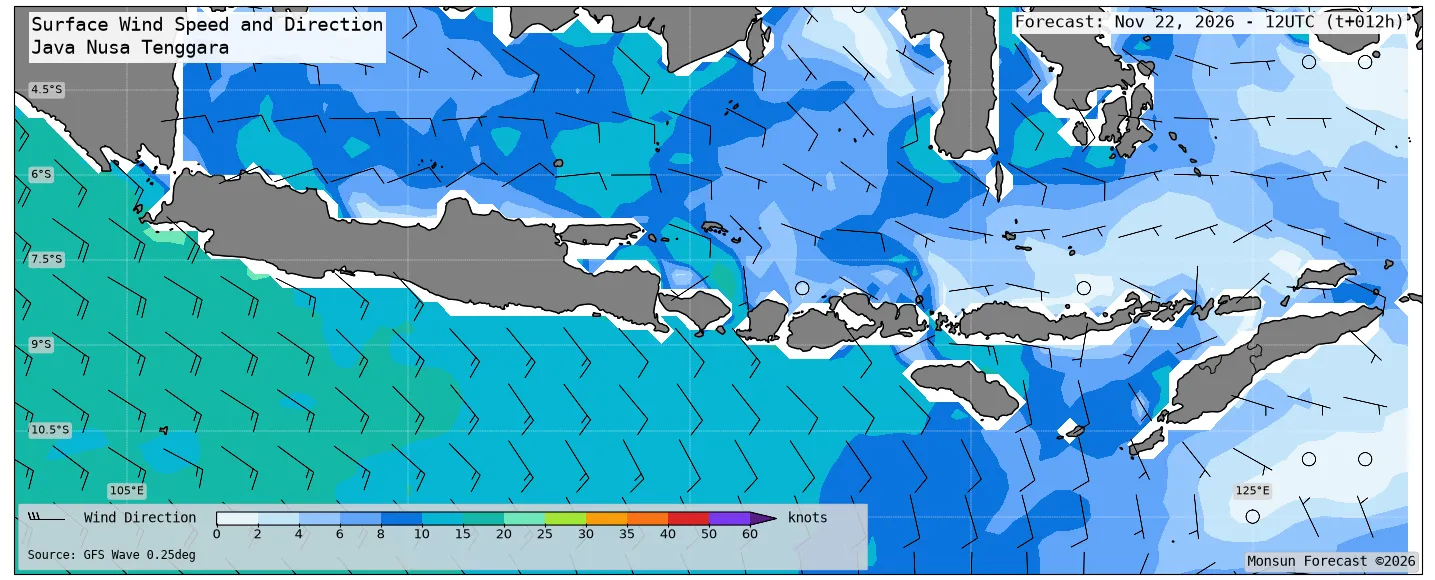 Surface Wind Speed and Direction
Java Nusa Tenggara
Forecast: Nov 22, 2026 - 12UTC (t+012h)
4.5°S
6°S
7.5°S
9°S
10.5°S
105°E
125°E
Wind Direction
0 2 4 6 8 10 15 20 25 30 35 40 50 60
knots
Source: GFS Wave 0.25deg
Monsun Forecast ©2026